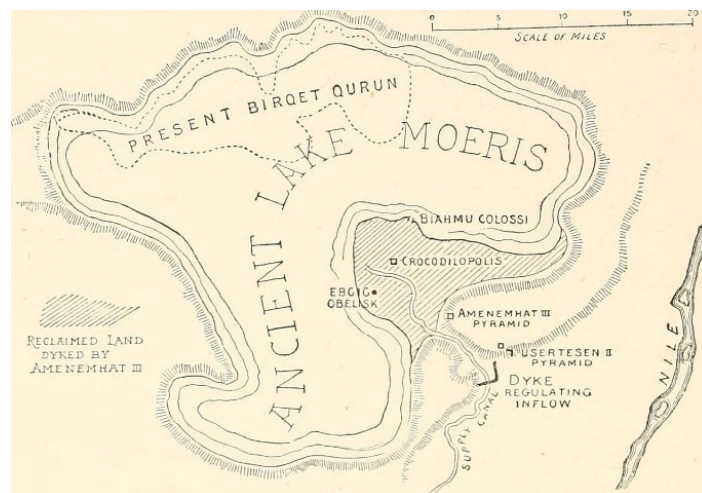 0 5 10 15 20
SCALE OF MILES
PRESENT BIRQET QURUN
ANCIENT LAKE MOERIS
BIAHMU COLOSSI
CROCODILOPOLIS
EBGIG
OBELISK
AMENEMHAT III
PYRAMID
USERTESEN II
PYRAMID
DYKE
REGULATING
INFLOW
SUPPLY CANAL
NILE
RECLAIMED LAND
DYKED BY
AMENEMHAT III